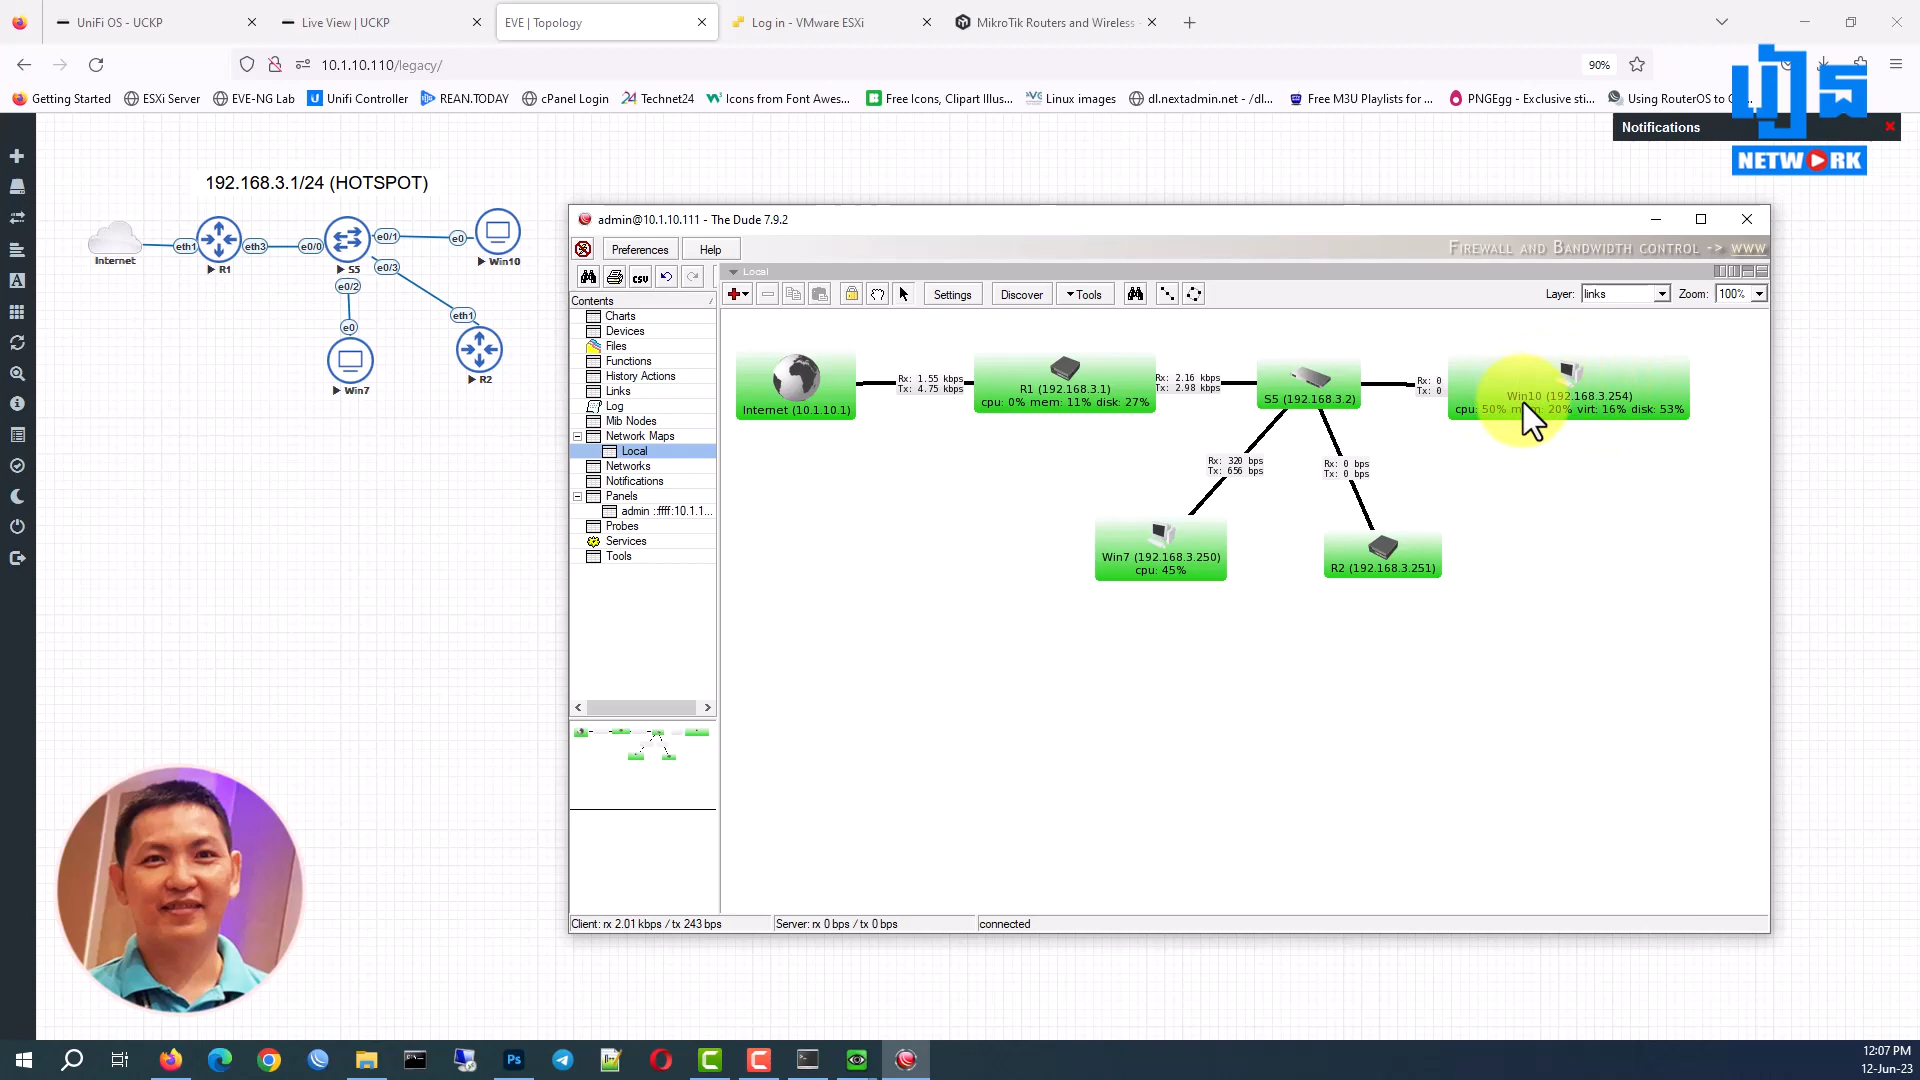 UniFi OS - UCKP
Live View | UCKP
EVE | Topology
Log in - VMware ESXi
MikroTik Routers and Wireless -
10.1.10.110/legacy/
90%
Getting Started
ESXi Server
EVE-NG Lab
Unifi Controller
REAN.TODAY
cPanel Login
Technet24
Icons from Font Awes...
Free Icons, Clipart Illus...
Linux images
dl.nextadmin.net - /dl...
Free M3U Playlists for ...
PNGEgg - Exclusive sti...
Using RouterOS to
Notifications
NETWORK
192.168.3.1/24 (HOTSPOT)
Internet
eth1
R1
eth3
e0/0
S5
e0/1
e0
Win10
e0/3
e0/2
e0
Win7
eth1
R2
admin@10.1.10.111 - The Dude 7.9.2
Preferences
Help
Firewall and Bandwidth control -> www
csv
Local
Settings
Discover
Tools
Layer:
links
Zoom:
100%
Contents
Charts
Devices
Files
Functions
History Actions
Links
Log
Mib Nodes
Network Maps
Local
Networks
Notifications
Panels
admin ::ffff:10.1.1...
Probes
Services
Tools
Internet (10.1.10.1)
Rx: 1.55 kbps
Tx: 4.75 kbps
R1 (192.168.3.1)
cpu: 0% mem: 11% disk: 27%
Rx: 2.16 kbps
Tx: 2.98 kbps
S5 (192.168.3.2)
Rx: 0
Tx: 0
Win10 (192.168.3.254)
cpu: 50% mem: 20% virt: 16% disk: 53%
Rx: 320 bps
Tx: 656 bps
Rx: 0 bps
Tx: 0 bps
Win7 (192.168.3.250)
cpu: 45%
R2 (192.168.3.251)
Client: rx 2.01 kbps / tx 243 bps
Server: rx 0 bps / tx 0 bps
connected
Ps
12:07 PM
12-Jun-23